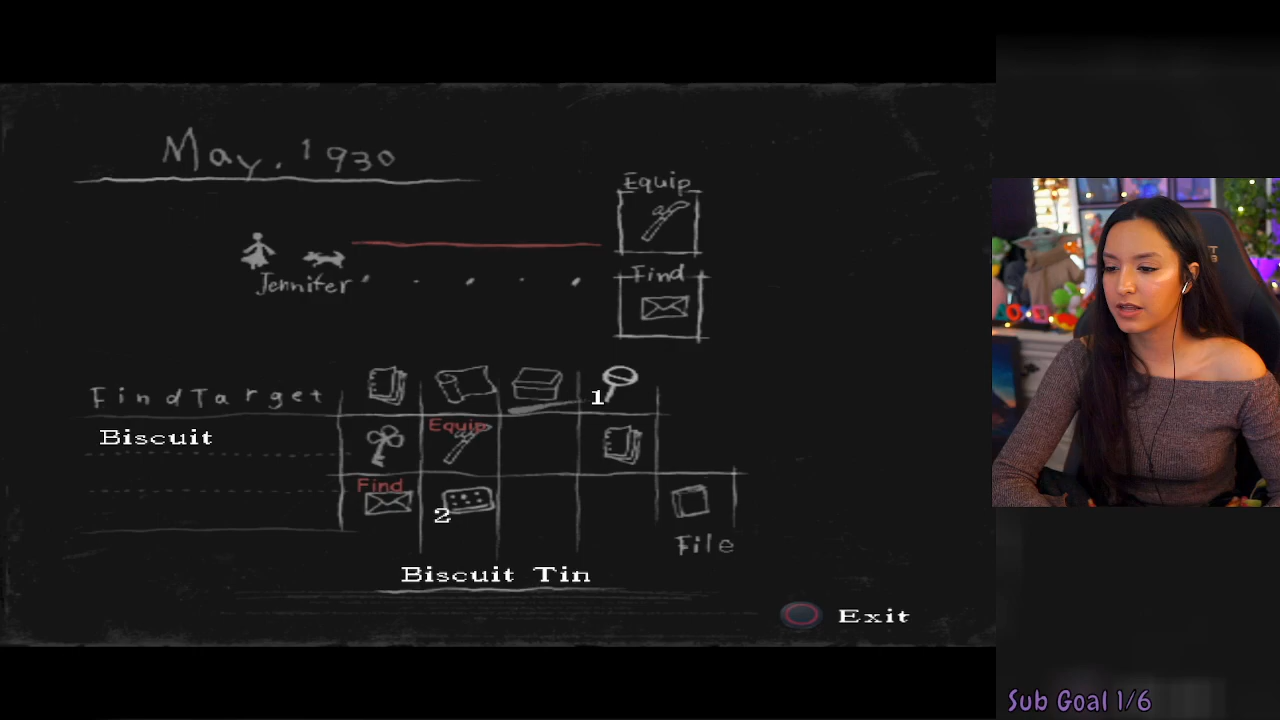 May. 1930
Equip
Jennifer
Find
FindTarget
1
Biscuit
Equip
Find
2
File
Biscuit Tin
Exit
Sub Goal 1/6